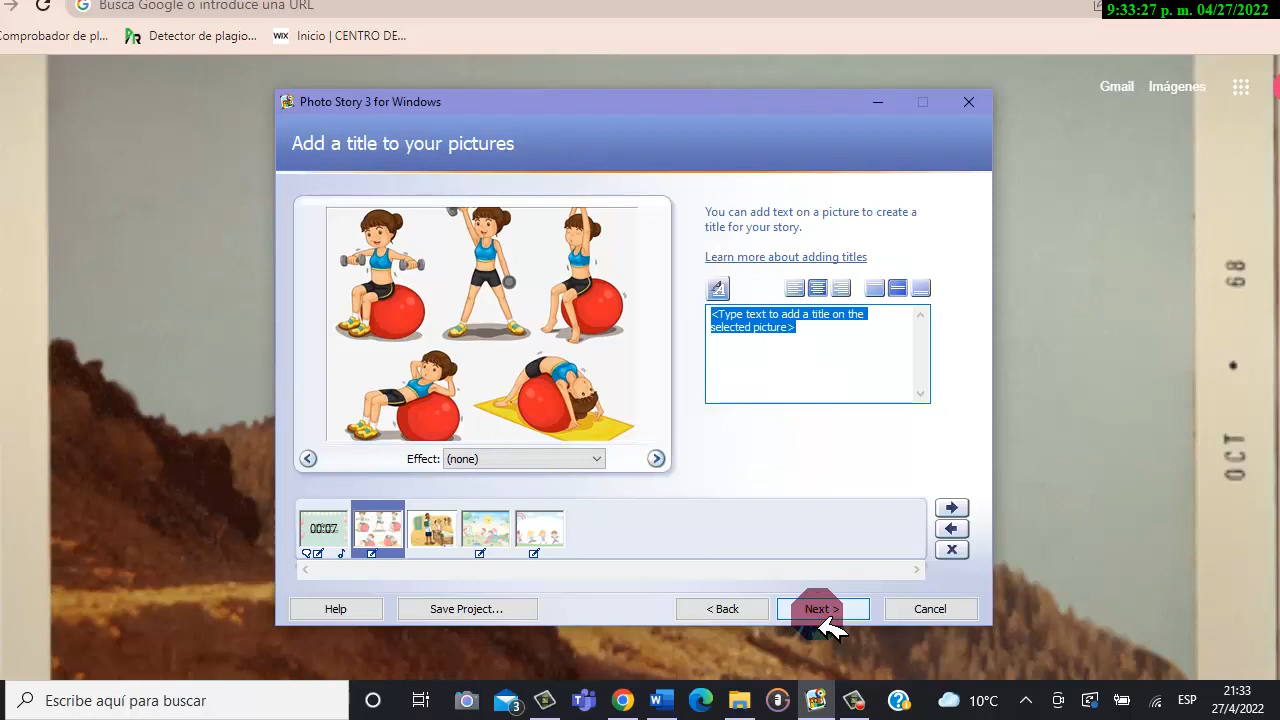 Busca Google o introduce una URL
9:33:27 p. m. 04/27/2022
Comprobador de pl...
Detector de plagio...
WIX
Inicio | CENTRO DE...
Gmail
Imágenes
Photo Story 3 for Windows
Add a title to your pictures
You can add text on a picture to create a
title for your story.
Learn more about adding titles
<Type text to add a title on the
selected picture>
Effect:
(none)
00:07
Help
Save Project...
< Back
Next >
Cancel
OCT • 68
Escribe aquí para buscar
3
10°C
ESP
21:33
27/4/2022